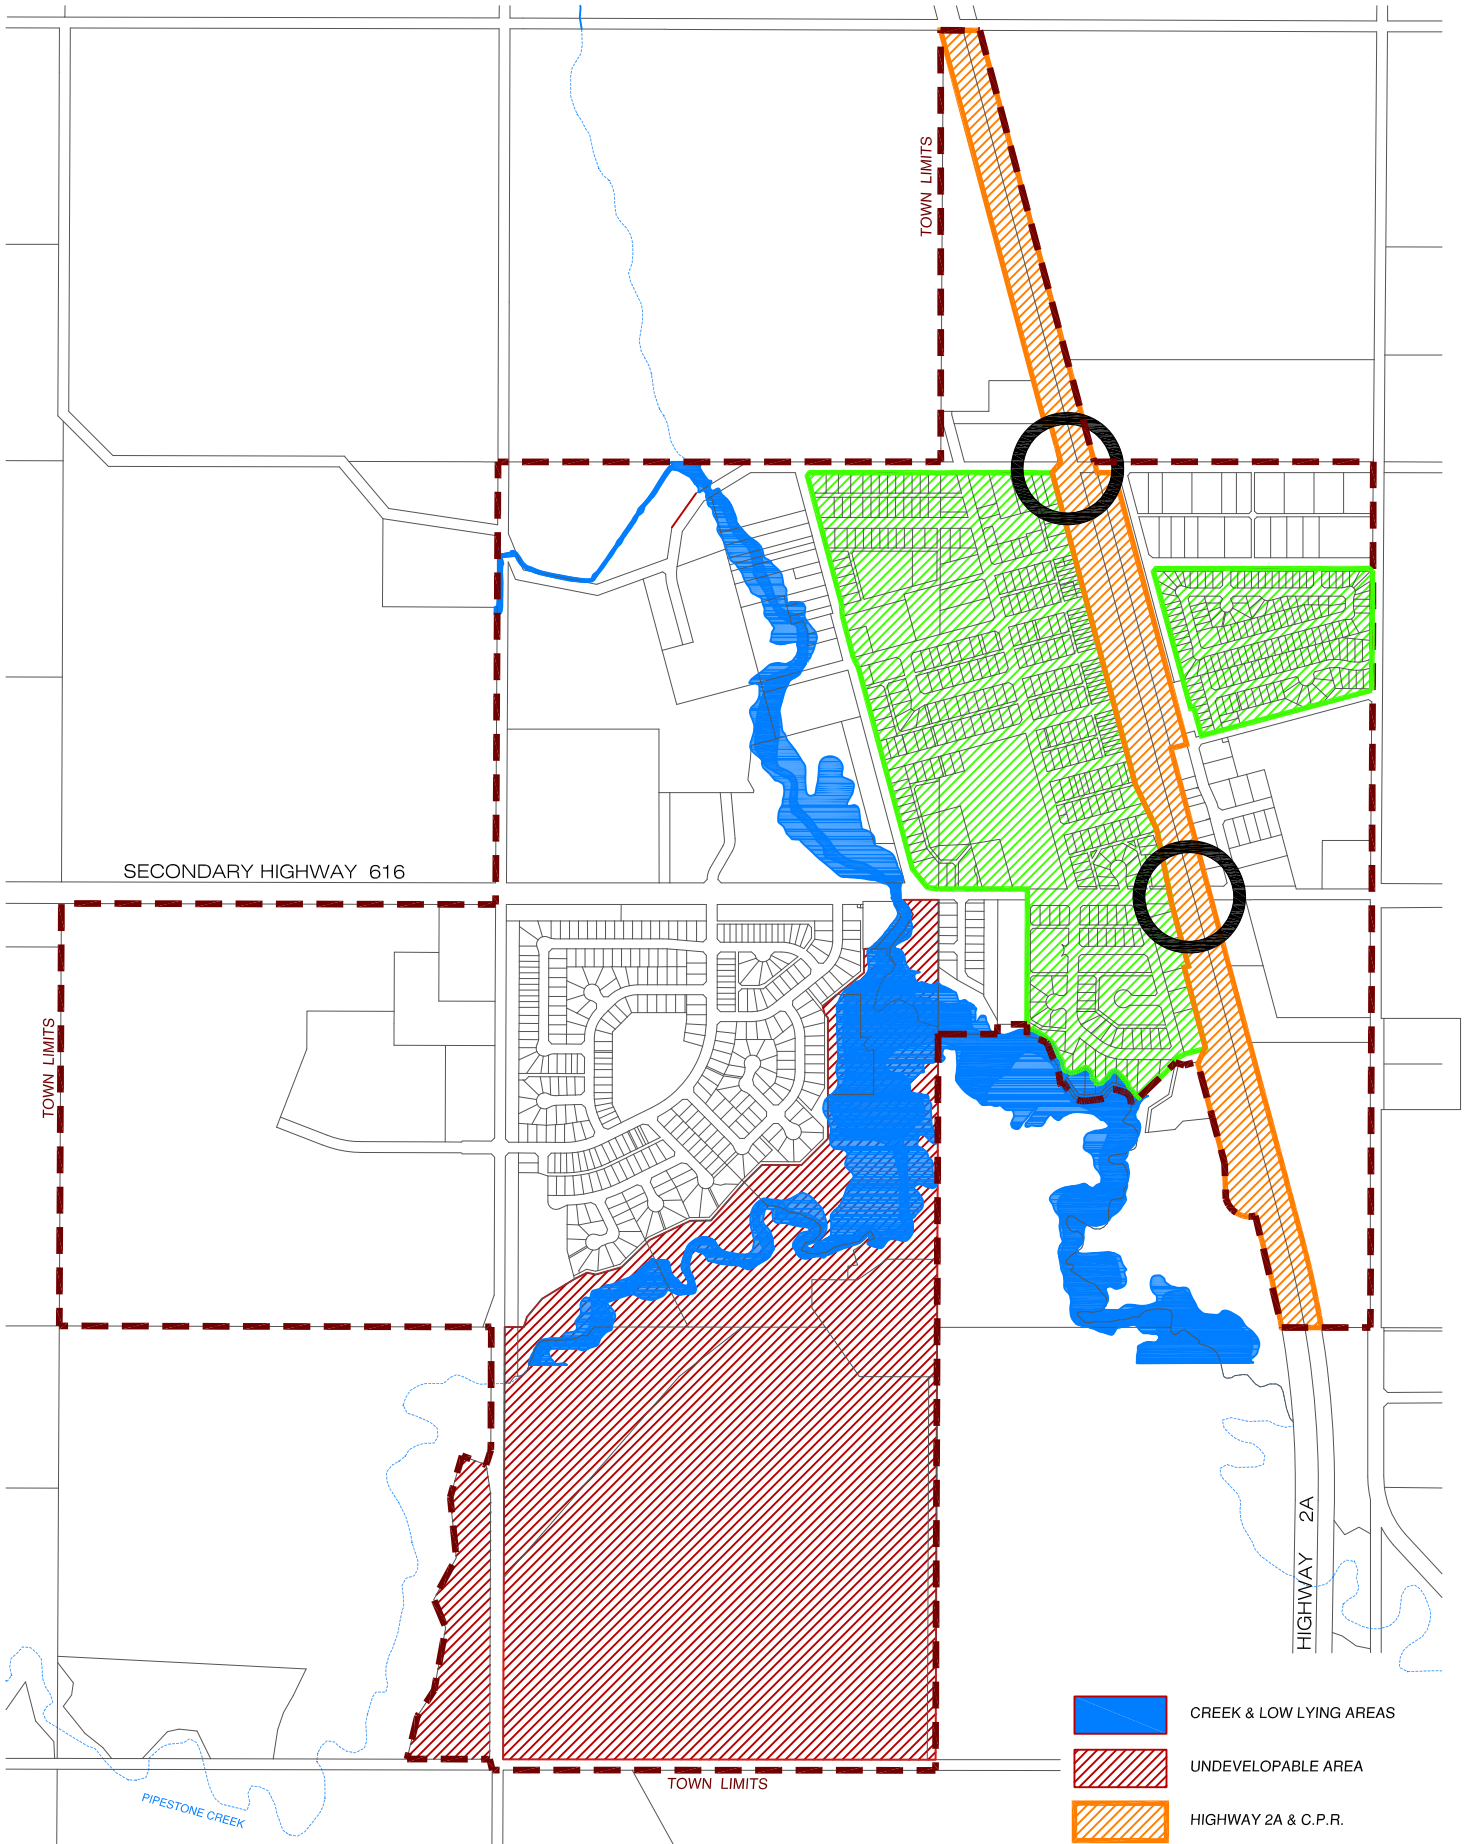 TOWN LIMITS
SECONDARY HIGHWAY 616
TOWN LIMITS
HIGHWAY 2A
CREEK & LOW LYING AREAS
UNDEVELOPABLE AREA
TOWN LIMITS
PIPESTONE CREEK
HIGHWAY 2A & C.P.R.